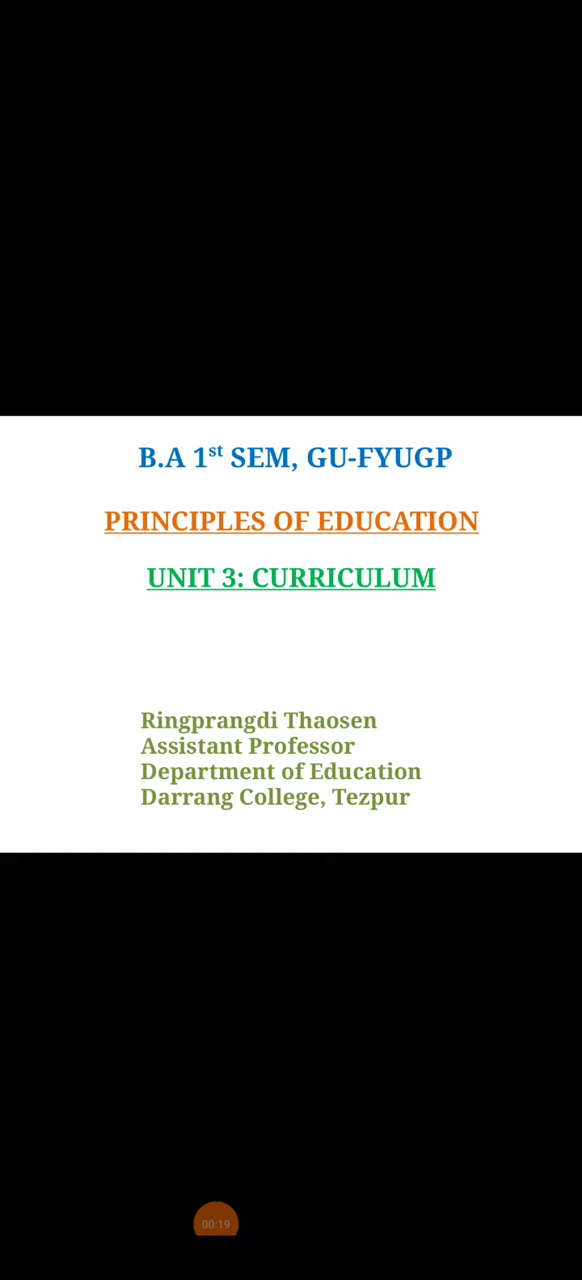 B.A 1st SEM, GU-FYUGP
PRINCIPLES OF EDUCATION
UNIT 3: CURRICULUM
Ringprangdi Thaosen
Assistant Professor
Department of Education
Darrang College, Tezpur
00:19